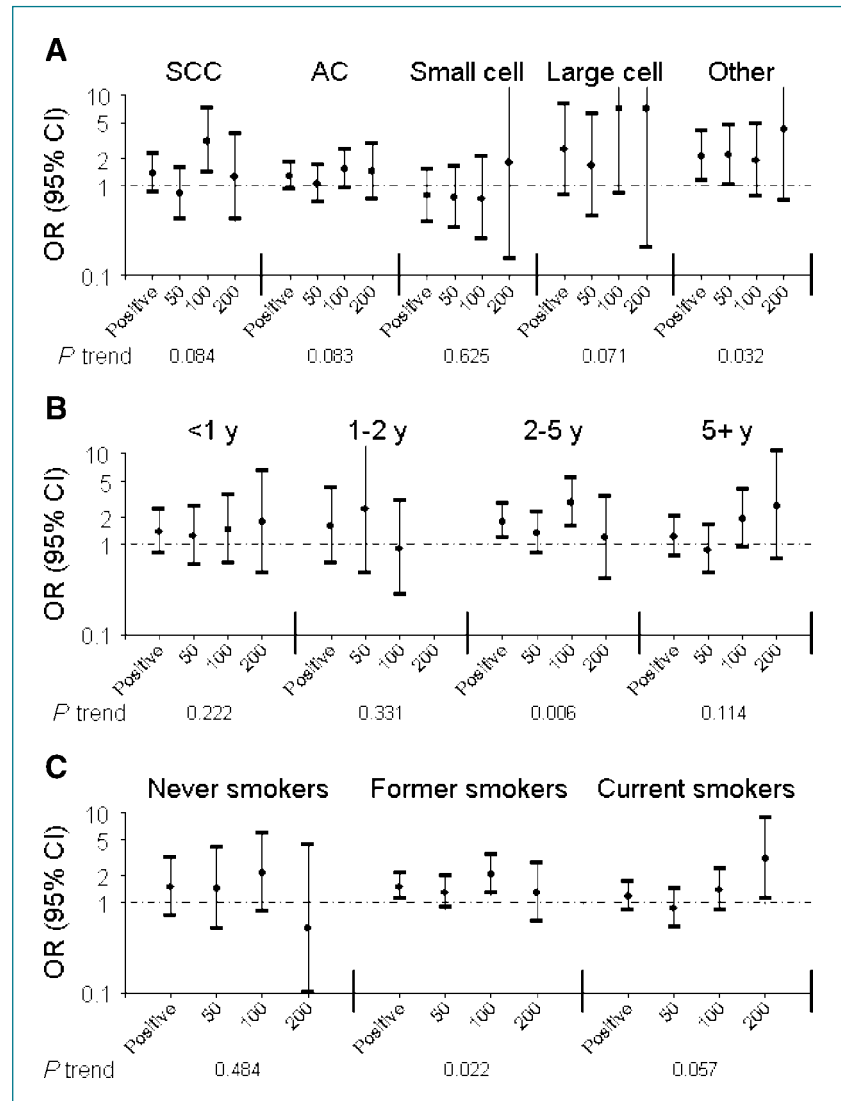 A
SCC AC Small cell Large cell Other
OR (95% CI)
10
5
2
1
0.1
Positive 50 100 200 Positive 50 100 200 Positive 50 100 200 Positive 50 100 200 Positive 50 100 200
P trend 0.084 0.083 0.625 0.071 0.032
B
<1 y 1-2 y 2-5 y 5+ y
OR (95% CI)
10
5
2
1
0.1
Positive 50 100 200 Positive 50 100 200 Positive 50 100 200 Positive 50 100 200
P trend 0.222 0.331 0.006 0.114
C
Never smokers Former smokers Current smokers
OR (95% CI)
10
5
2
1
0.1
Positive 50 100 200 Positive 50 100 200 Positive 50 100 200
P trend 0.484 0.022 0.057